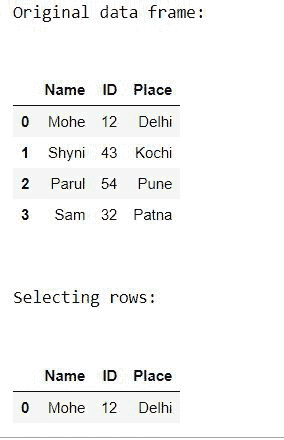 Original data frame:
Name ID Place
0 Mohe 12 Delhi
1 Shyni 43 Kochi
2 Parul 54 Pune
3 Sam 32 Patna
Selecting rows:
Name ID Place
0 Mohe 12 Delhi